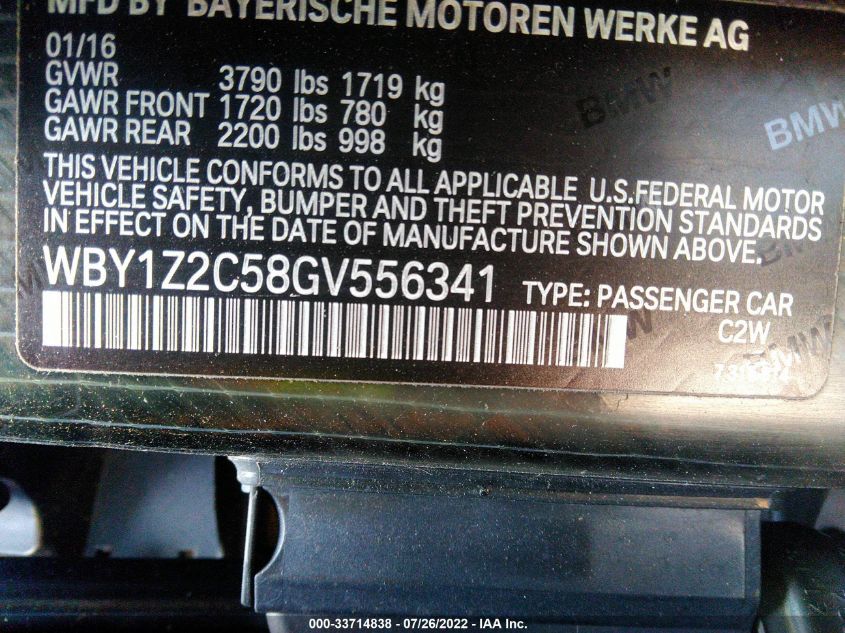 MFD BY BAYERISCHE MOTOREN WERKE AG
01/16
GVWR 3790 lbs 1719 kg
GAWR FRONT 1720 lbs 780 kg
GAWR REAR 2200 lbs 998 kg
BMW
BMW
THIS VEHICLE CONFORMS TO ALL APPLICABLE U.S.FEDERAL MOTOR
VEHICLE SAFETY, BUMPER AND THEFT PREVENTION STANDARDS
IN EFFECT ON THE DATE OF MANUFACTURE SHOWN ABOVE.
WBY1Z2C58GV556341 TYPE: PASSENGER CAR
C2W
BMW
000-33714838 - 07/26/2022 - IAA Inc.